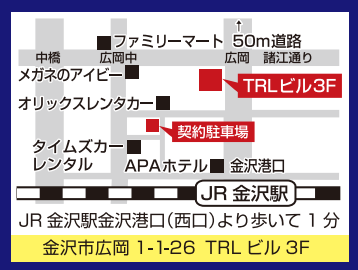 ↑
ファミリーマート 50m道路
中橋 広岡中 広岡 諸江通り
メガネのアイビー
TRLビル3F
オリックスレンタカー
契約駐車場
タイムズカー
レンタル
APAホテル 金沢港口
JR 金沢駅
JR 金沢駅金沢港口(西口)より歩いて 1 分
金沢市広岡 1-1-26 TRL ビル 3F